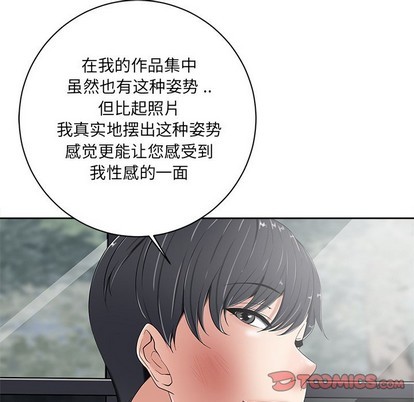 在我的作品集中
虽然也有这种姿势 ..
但比起照片
我真实地摆出这种姿势
感觉更能让您感受到
我性感的一面
TOOMICS.COM